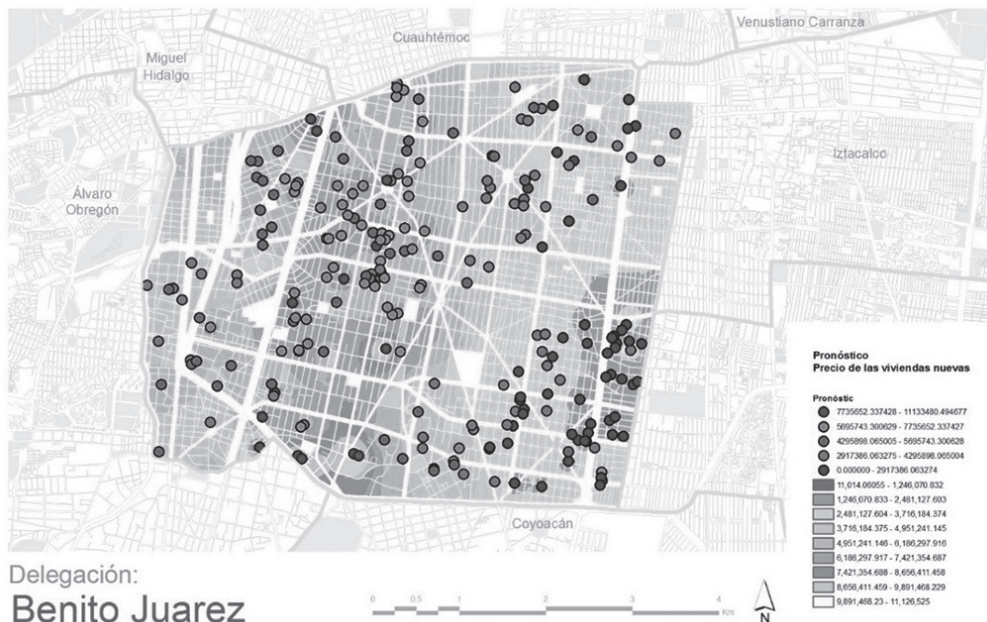 Venustiano Carranza
Cuauhtémoc
Miguel
Hidalgo
Iztacalco
Álvaro
Obregón
Coyoacán
Pronóstico
Precio de las viviendas nuevas
Pronóstic
7735652.337428 - 11133480.494677
5695743.300629 - 7735652.337427
4295898.065005 - 5695743.300628
2917386.063275 - 4295898.065004
0.000000 - 2917386.063274
11,014.06055 - 1,246,070.832
1,246,070.833 - 2,481,127.603
2,481,127.604 - 3,716,184.374
3,716,184.375 - 4,951,241.145
4,951,241.146 - 6,186,297.916
6,186,297.917 - 7,421,354.687
7,421,354.688 - 8,656,411.458
8,656,411.459 - 9,891,468.229
9,891,468.23 - 11,126,525
Delegación:
Benito Juarez
0 0.5 1 2 3 4
Km
N